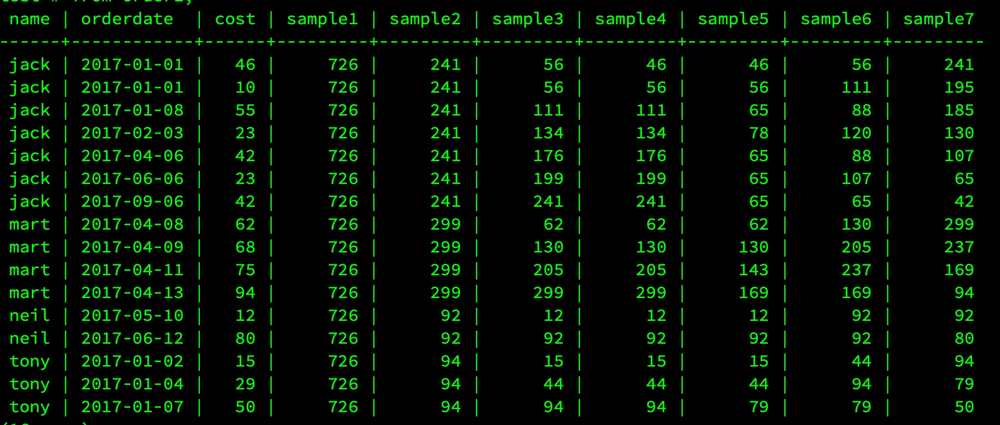 name | orderdate  | cost | sample1 | sample2 | sample3 | sample4 | sample5 | sample6 | sample7
------+------------+------+---------+---------+---------+---------+---------+---------+---------
jack | 2017-01-01 | 46 | 726 | 241 | 56 | 46 | 46 | 56 | 241
jack | 2017-01-01 | 10 | 726 | 241 | 56 | 56 | 56 | 111 | 195
jack | 2017-01-08 | 55 | 726 | 241 | 111 | 111 | 65 | 88 | 185
jack | 2017-02-03 | 23 | 726 | 241 | 134 | 134 | 78 | 120 | 130
jack | 2017-04-06 | 42 | 726 | 241 | 176 | 176 | 65 | 88 | 107
jack | 2017-06-06 | 23 | 726 | 241 | 199 | 199 | 65 | 107 | 65
jack | 2017-09-06 | 42 | 726 | 241 | 241 | 241 | 65 | 65 | 42
mart | 2017-04-08 | 62 | 726 | 299 | 62 | 62 | 62 | 130 | 299
mart | 2017-04-09 | 68 | 726 | 299 | 130 | 130 | 130 | 205 | 237
mart | 2017-04-11 | 75 | 726 | 299 | 205 | 205 | 143 | 237 | 169
mart | 2017-04-13 | 94 | 726 | 299 | 299 | 299 | 169 | 169 | 94
neil | 2017-05-10 | 12 | 726 | 92 | 12 | 12 | 12 | 92 | 92
neil | 2017-06-12 | 80 | 726 | 92 | 92 | 92 | 92 | 92 | 80
tony | 2017-01-02 | 15 | 726 | 94 | 15 | 15 | 15 | 44 | 94
tony | 2017-01-04 | 29 | 726 | 94 | 44 | 44 | 44 | 94 | 79
tony | 2017-01-07 | 50 | 726 | 94 | 94 | 94 | 79 | 79 | 50